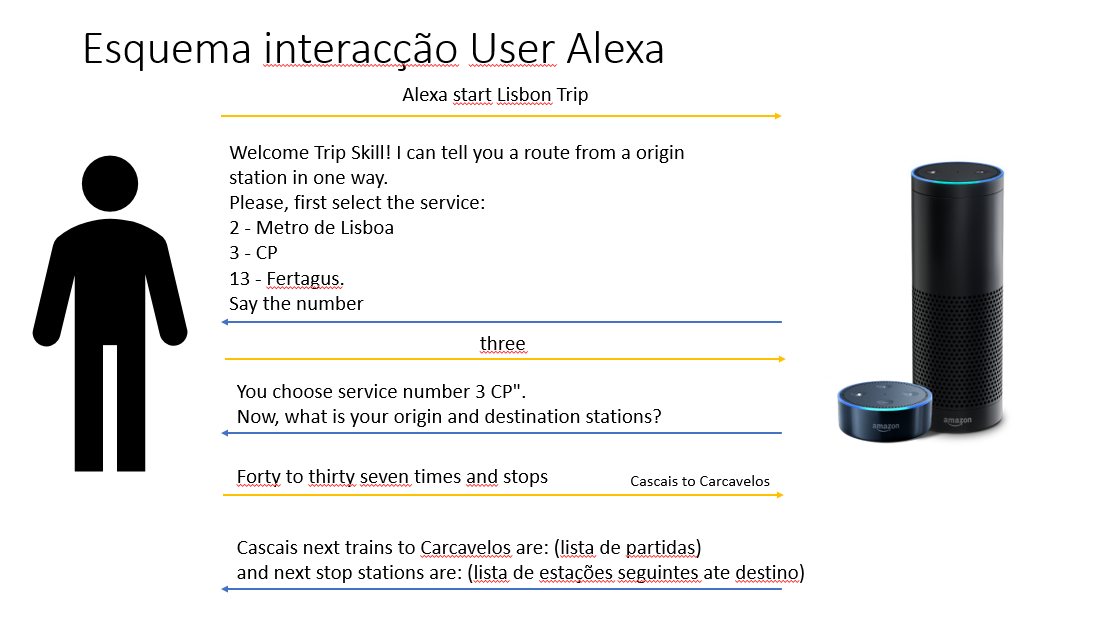 Esquema interacção User Alexa
Alexa start Lisbon Trip
Welcome Trip Skill! I can tell you a route from a origin
station in one way.
Please, first select the service:
2 - Metro de Lisboa
3 - CP
13 - Fertagus.
Say the number
three
You choose service number 3 CP".
Now, what is your origin and destination stations?
Forty to thirty seven times and stops
Cascais to Carcavelos
Cascais next trains to Carcavelos are: (lista de partidas)
and next stop stations are: (lista de estações seguintes ate destino)
amazon
amazon